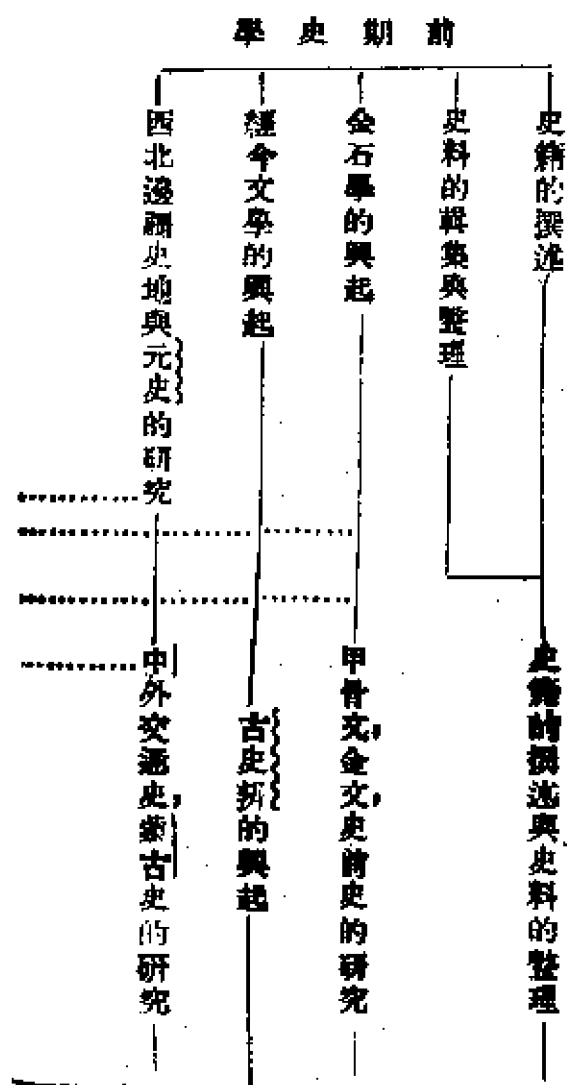 前期史學
史籍的撰述
史料的輯集與整理
金石學的興起
經今文學的興起
西北邊疆史地與元史的研究
史籍的撰述與史料的整理
甲骨文,金文,史前史的研究
古史辨的興起
中外交通史,蒙古史的研究